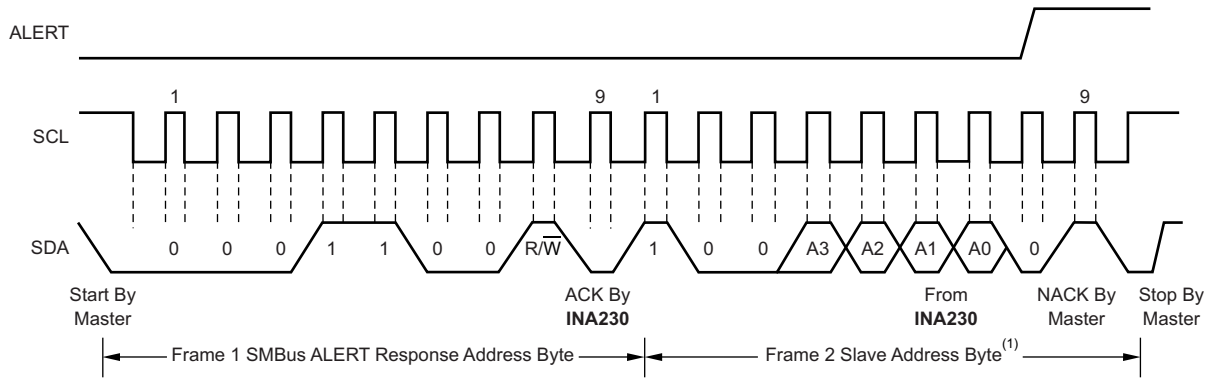 ALERT
1 9 1 9
SCL
SDA 0 0 0 1 1 0 0 R/W̅ 1 0 0 A3 A2 A1 A0 0
Start By ACK By From NACK By Stop By
Master INA230 INA230 Master Master
Frame 1 SMBus ALERT Response Address Byte Frame 2 Slave Address Byte(1)